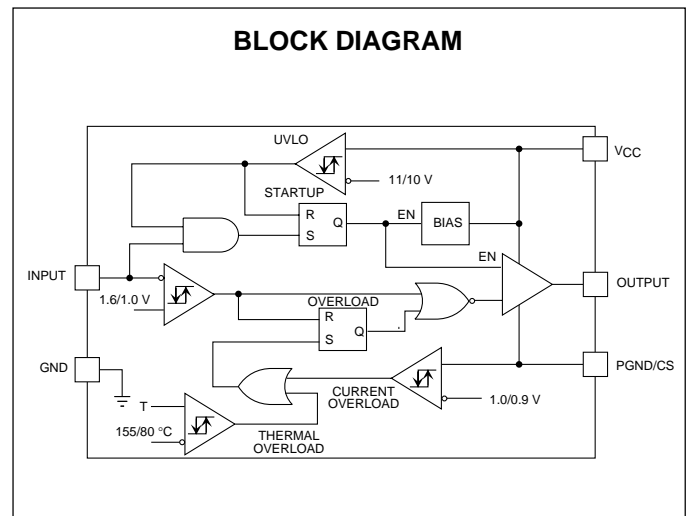 BLOCK DIAGRAM
UVLO
VCC
11/10 V
STARTUP
R
Q
S
EN
BIAS
EN
INPUT
OUTPUT
1.6/1.0 V
OVERLOAD
R
Q
S
GND
PGND/CS
CURRENT
OVERLOAD
1.0/0.9 V
T
155/80 °C
THERMAL
OVERLOAD